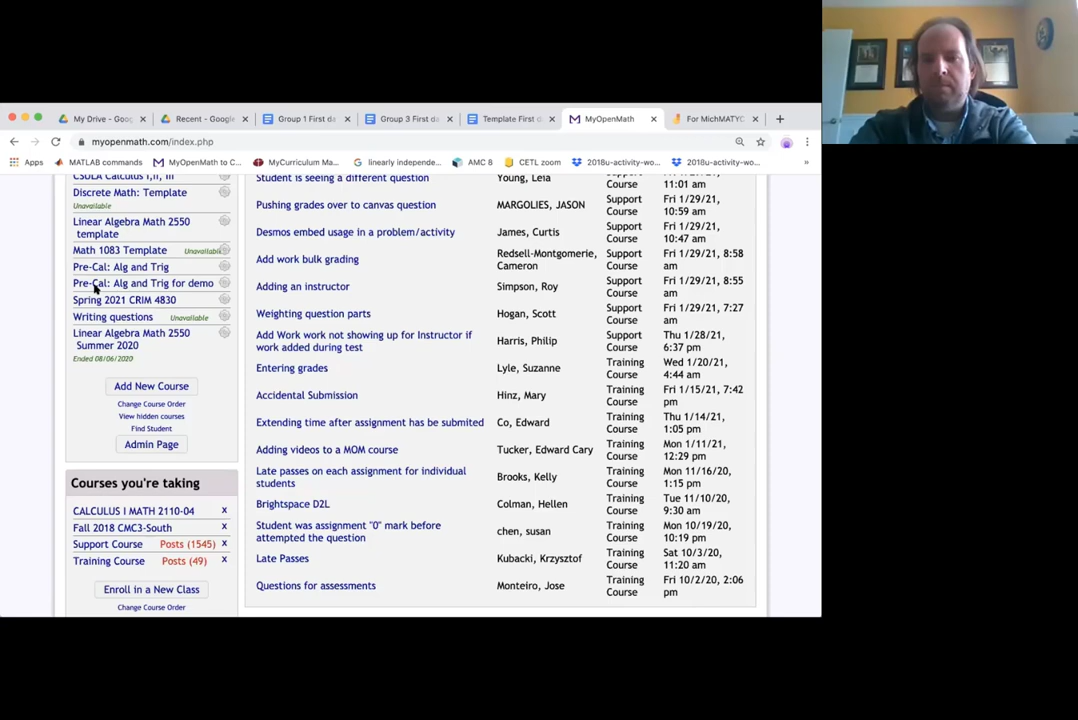 My Drive - Goog
Recent - Google
Group 1 First da
Group 3 First da
Template First d
MyOpenMath
For MichMATYC
myopenmath.com/index.php
Apps
MATLAB commands
MyOpenMath to C...
MyCurriculum Ma...
linearly independe...
AMC 8
CETL zoom
2018u-activity-wo...
2018u-activity-wo...
»
CSULA Calculus I,II, III
Discrete Math: Template
Unavailable
Linear Algebra Math 2550
template
Math 1083 Template Unavailable
Pre-Cal: Alg and Trig
Pre-Cal: Alg and Trig for demo
Spring 2021 CRIM 4830
Writing questions Unavailable
Linear Algebra Math 2550
Summer 2020
Ended 08/06/2020
Add New Course
Change Course Order
View hidden courses
Find Student
Admin Page
Courses you're taking
CALCULUS I MATH 2110-04 x
Fall 2018 CMC3-South x
Support Course Posts (1545) x
Training Course Posts (49) x
Enroll in a New Class
Change Course Order
Student is seeing a different question
Young, Leia
Course
11:01 am
Pushing grades over to canvas question
MARGOLIES, JASON
Support
Course
Fri 1/29/21,
10:59 am
Desmos embed usage in a problem/activity
James, Curtis
Support
Course
Fri 1/29/21,
10:47 am
Add work bulk grading
Redsell-Montgomerie,
Cameron
Support
Course
Fri 1/29/21, 8:58
am
Adding an instructor
Simpson, Roy
Support
Course
Fri 1/29/21, 8:55
am
Weighting question parts
Hogan, Scott
Support
Course
Fri 1/29/21, 7:27
am
Add Work work not showing up for Instructor if
work added during test
Harris, Philip
Support
Course
Thu 1/28/21,
6:37 pm
Entering grades
Lyle, Suzanne
Training
Course
Wed 1/20/21,
4:44 am
Accidental Submission
Hinz, Mary
Training
Course
Fri 1/15/21, 7:42
pm
Extending time after assignment has be submited
Co, Edward
Training
Course
Thu 1/14/21,
1:05 pm
Adding videos to a MOM course
Tucker, Edward Cary
Training
Course
Mon 1/11/21,
12:29 pm
Late passes on each assignment for individual
students
Brooks, Kelly
Training
Course
Mon 11/16/20,
1:15 pm
Brightspace D2L
Colman, Hellen
Training
Course
Tue 11/10/20,
9:30 am
Student was assignment "0" mark before
attempted the question
chen, susan
Training
Course
Mon 10/19/20,
10:19 pm
Late Passes
Kubacki, Krzysztof
Training
Course
Sat 10/3/20,
11:20 am
Questions for assessments
Monteiro, Jose
Training
Course
Fri 10/2/20, 2:06
pm